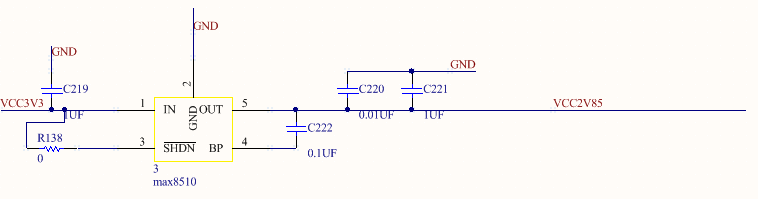 GND
GND
GND
C219
C220
C221
2
VCC3V3
1
IN
OUT
5
VCC2V85
1UF
0.01UF
1UF
GND
C222
R138
3
SHDN
BP
4
0.1UF
0
3
max8510